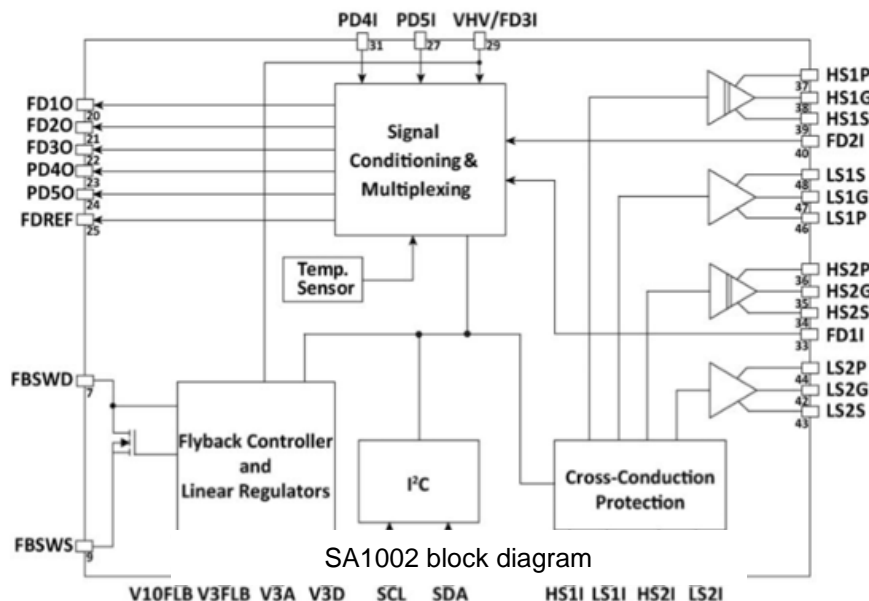 PD4I PD5I VHV/FD3I
31 27 29
HS1P
37
FD1O
20
HS1G
38
HS1S
39
FD2O
21
FD2I
40
FD3O
22
Signal
Conditioning &
Multiplexing
PD4O
23
LS1S
48
PD5O
24
LS1G
47
FDREF
25
LS1P
46
Temp.
Sensor
HS2P
36
HS2G
35
HS2S
34
FD1I
33
FBSWD
7
LS2P
44
LS2G
42
LS2S
43
Flyback Controller
and
Linear Regulators
I²C
Cross-Conduction
Protection
FBSWS
9
SA1002 block diagram
V10FLB V3FLB V3A V3D SCL SDA HS1I LS1I HS2I LS2I